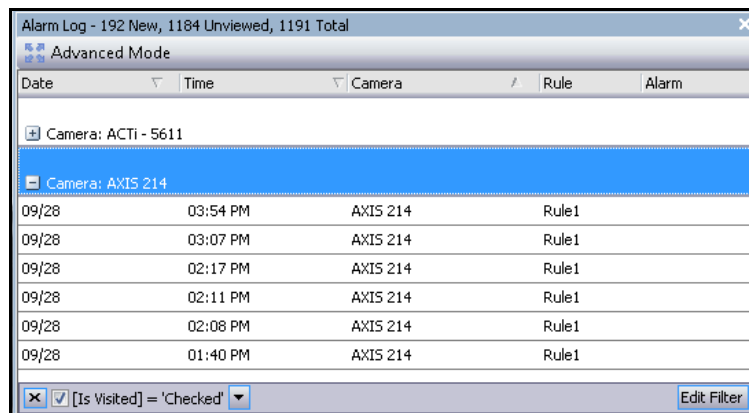 Alarm Log - 192 New, 1184 Unviewed, 1191 Total
Advanced Mode
Date Time Camera Rule Alarm
Camera: ACTi - 5611
Camera: AXIS 214
09/28 03:54 PM AXIS 214 Rule1
09/28 03:07 PM AXIS 214 Rule1
09/28 02:17 PM AXIS 214 Rule1
09/28 02:11 PM AXIS 214 Rule1
09/28 02:08 PM AXIS 214 Rule1
09/28 01:40 PM AXIS 214 Rule1
[Is Visited] = 'Checked' Edit Filter